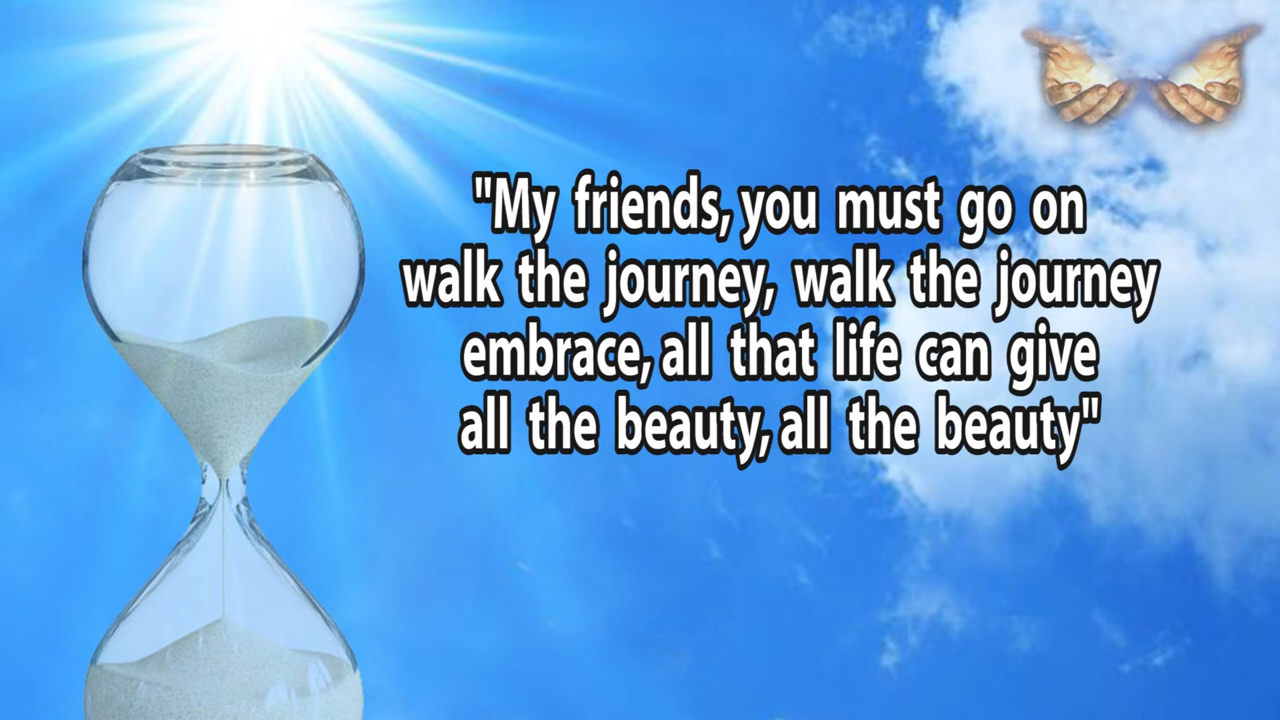 "My friends, you must go on
walk the journey, walk the journey
embrace, all that life can give
all the beauty, all the beauty"